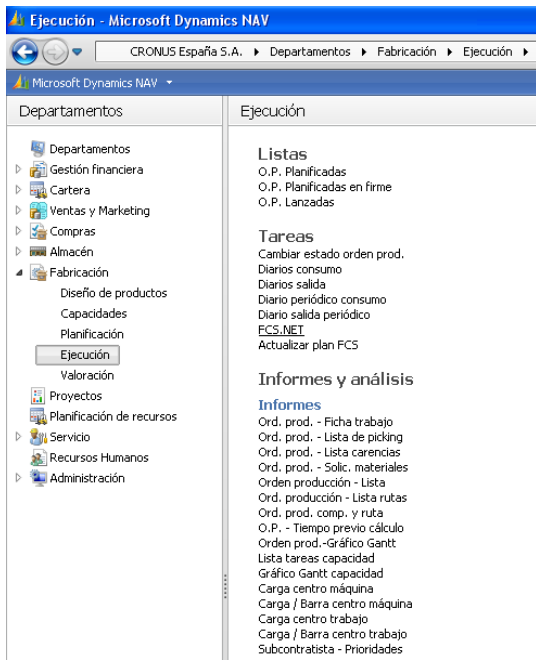 Ejecución - Microsoft Dynamics NAV
CRONUS España S.A. Departamentos Fabricación Ejecución
Microsoft Dynamics NAV
Departamentos
Departamentos
Gestión financiera
Cartera
Ventas y Marketing
Compras
Almacén
Fabricación
Diseño de productos
Capacidades
Planificación
Ejecución
Valoración
Proyectos
Planificación de recursos
Servicio
Recursos Humanos
Administración
Ejecución
Listas
O.P. Planificadas
O.P. Planificadas en firme
O.P. Lanzadas
Tareas
Cambiar estado orden prod.
Diarios consumo
Diarios salida
Diario periódico consumo
Diario salida periódico
FCS.NET
Actualizar plan FCS
Informes y análisis
Informes
Ord. prod. - Ficha trabajo
Ord. prod. - Lista de picking
Ord. prod. - Lista carencias
Ord. prod. - Solic. materiales
Orden producción - Lista
Ord. producción - Lista rutas
Ord. prod. comp. y ruta
O.P. - Tiempo previo cálculo
Orden prod.-Gráfico Gantt
Lista tareas capacidad
Gráfico Gantt capacidad
Carga centro máquina
Carga / Barra centro máquina
Carga centro trabajo
Carga / Barra centro trabajo
Subcontratista - Prioridades